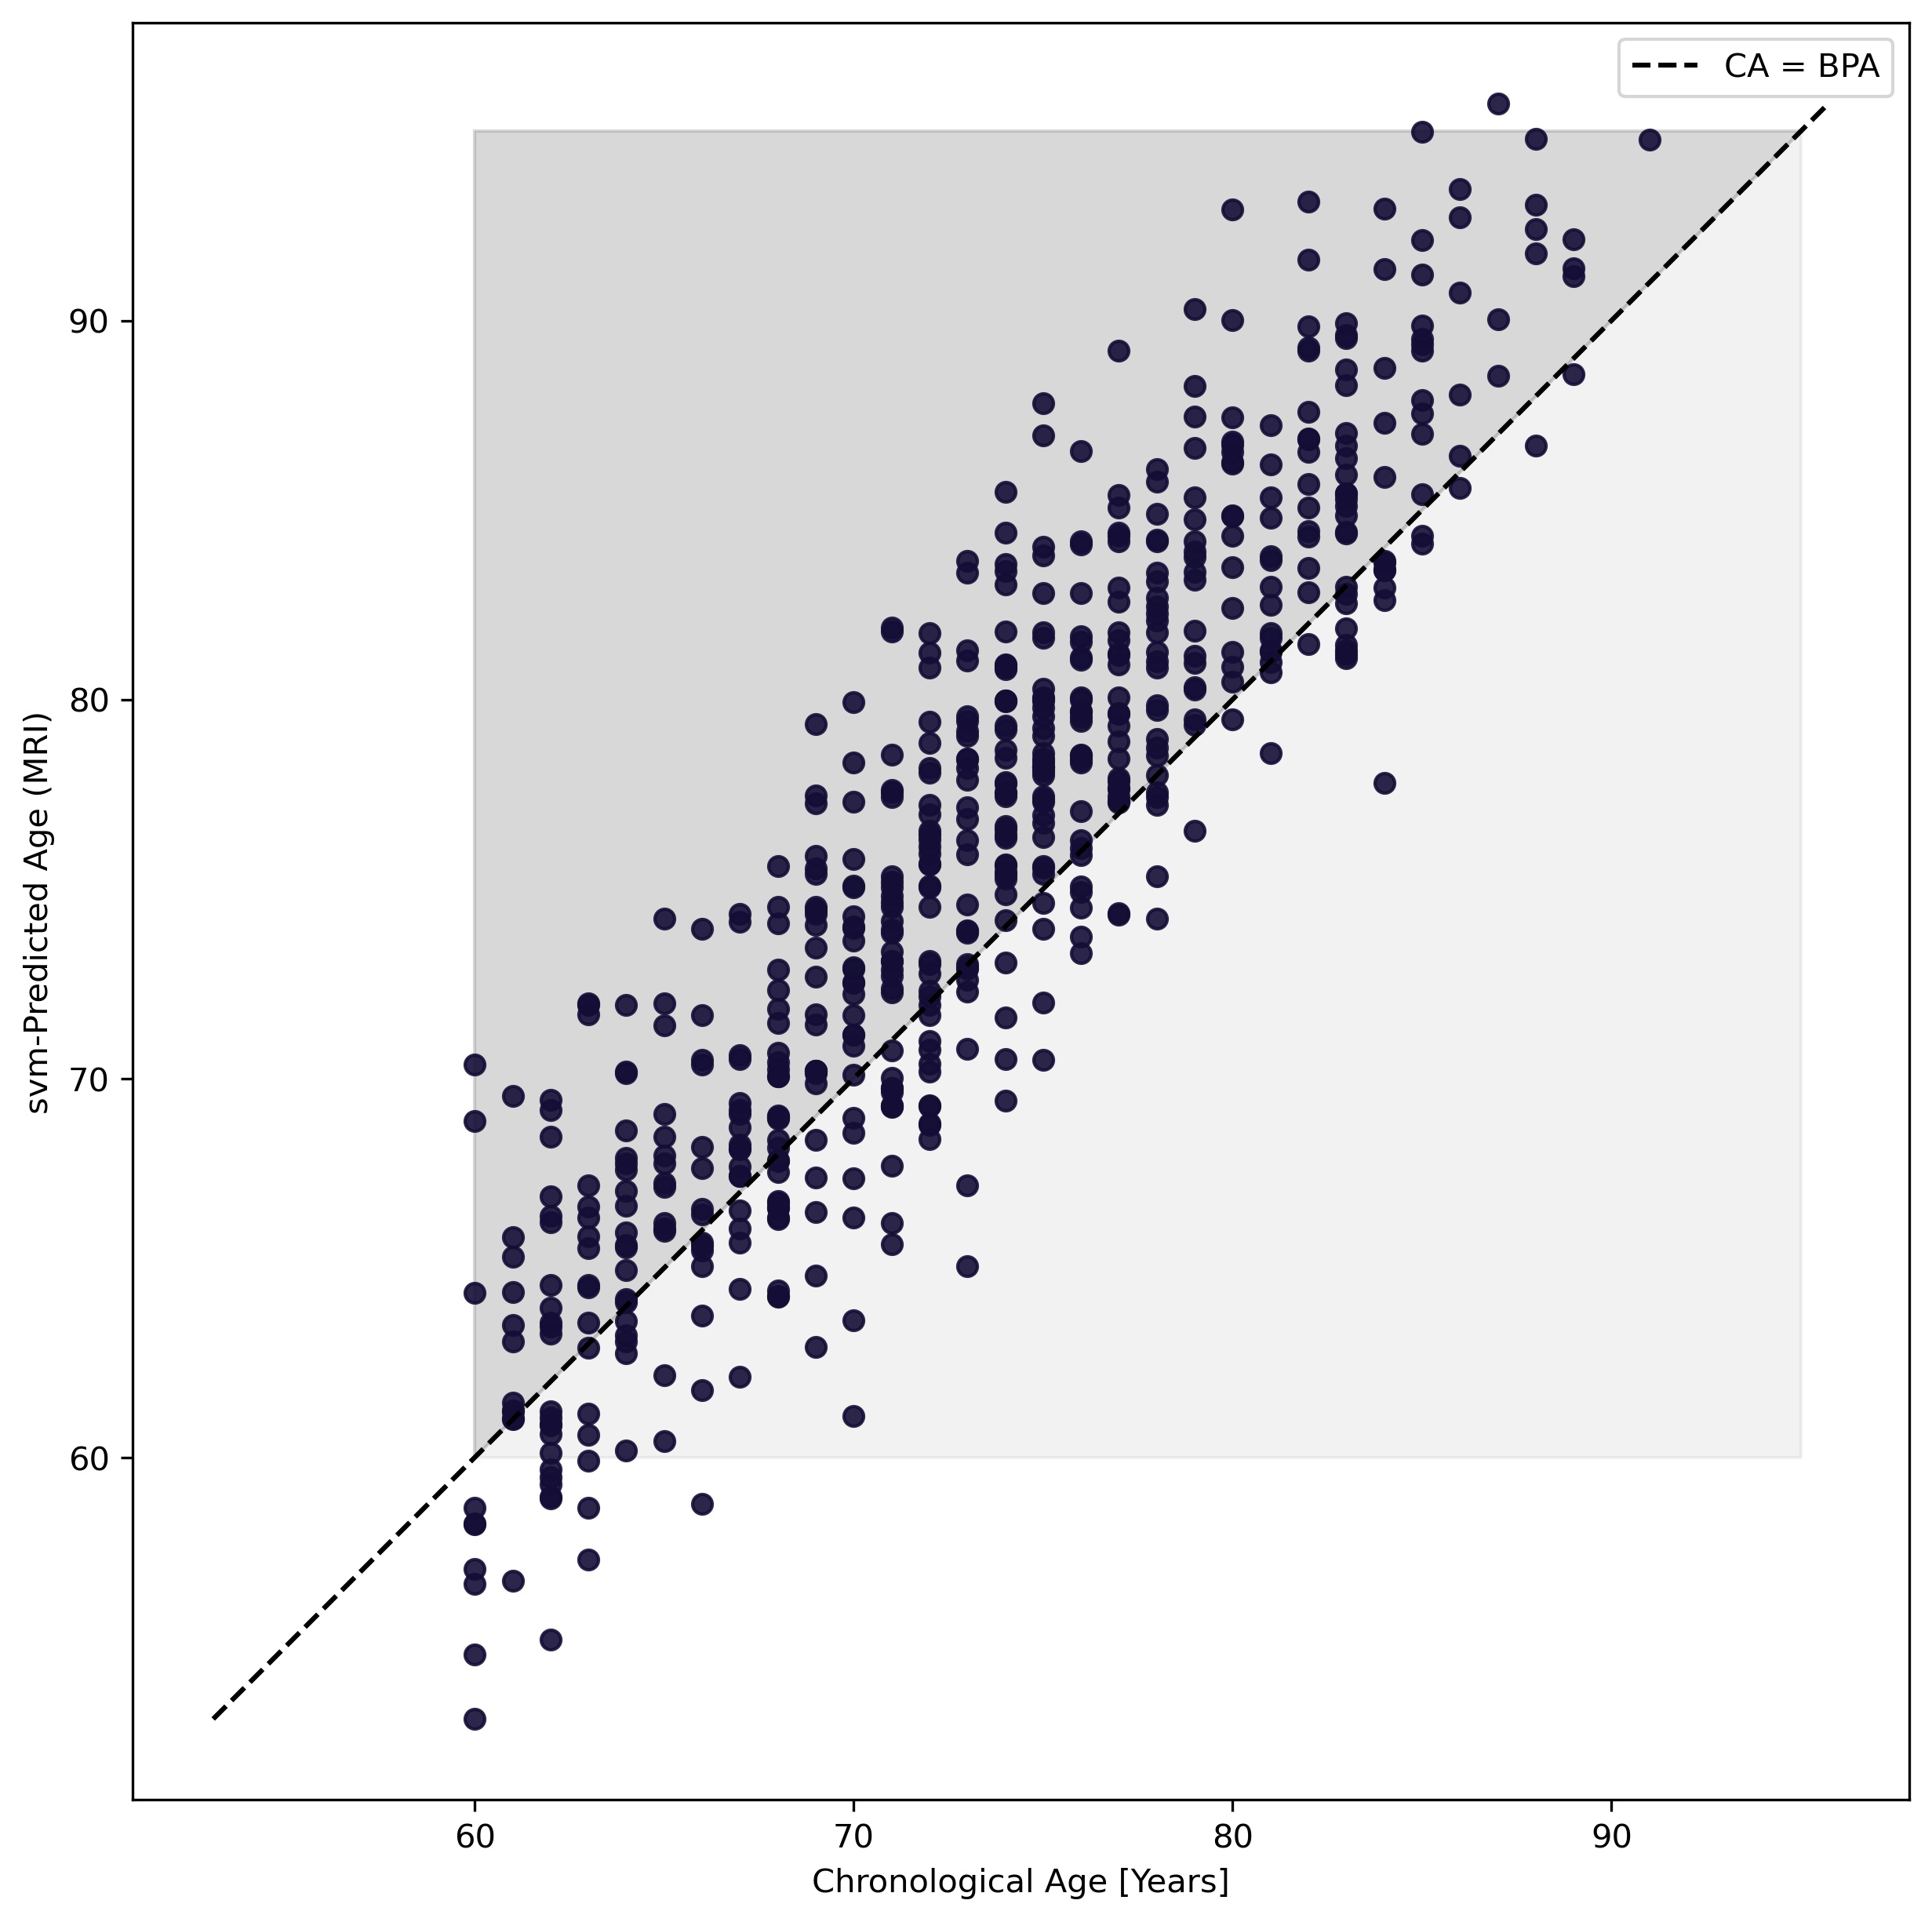 CA = BPA
90
80
70
60
svm-Predicted Age (MRI)
60 70 80 90
Chronological Age [Years]